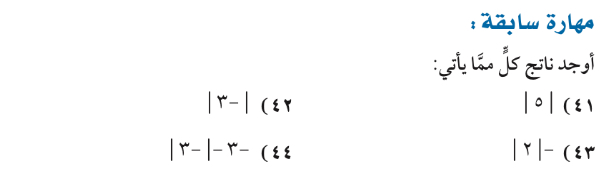 مهارة سابقة :
أوجد ناتج كلٍّ ممَّا يأتي:
٤١) |٥| ٤٢) |-٣|
٤٣) -|٢| ٤٤) -٣-|-٣|